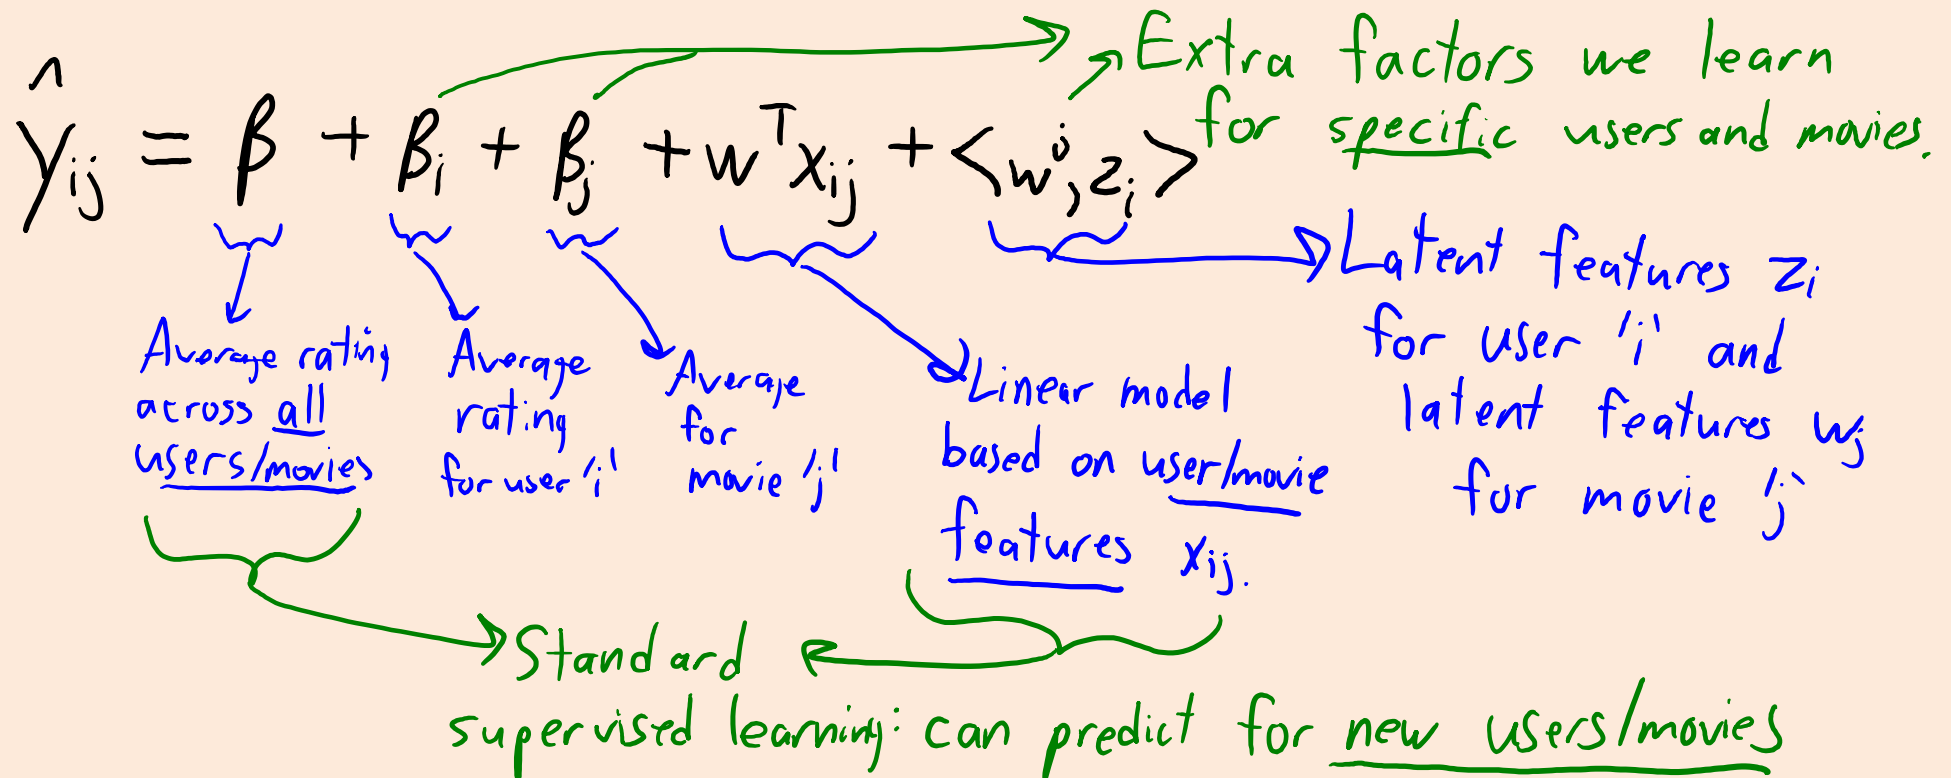 ŷᵢⱼ = β + βᵢ + βⱼ + wᵀxᵢⱼ + <wʲ, zᵢ>
Extra factors we learn
for specific users and movies.
Average rating
across all
users/movies
Average
rating
for user 'i'
Average
for
movie 'j'
Linear model
based on user/movie
features xᵢⱼ.
Latent features zᵢ
for user 'i' and
latent features wⱼ
for movie 'j'
Standard
supervised learning: can predict for new users/movies